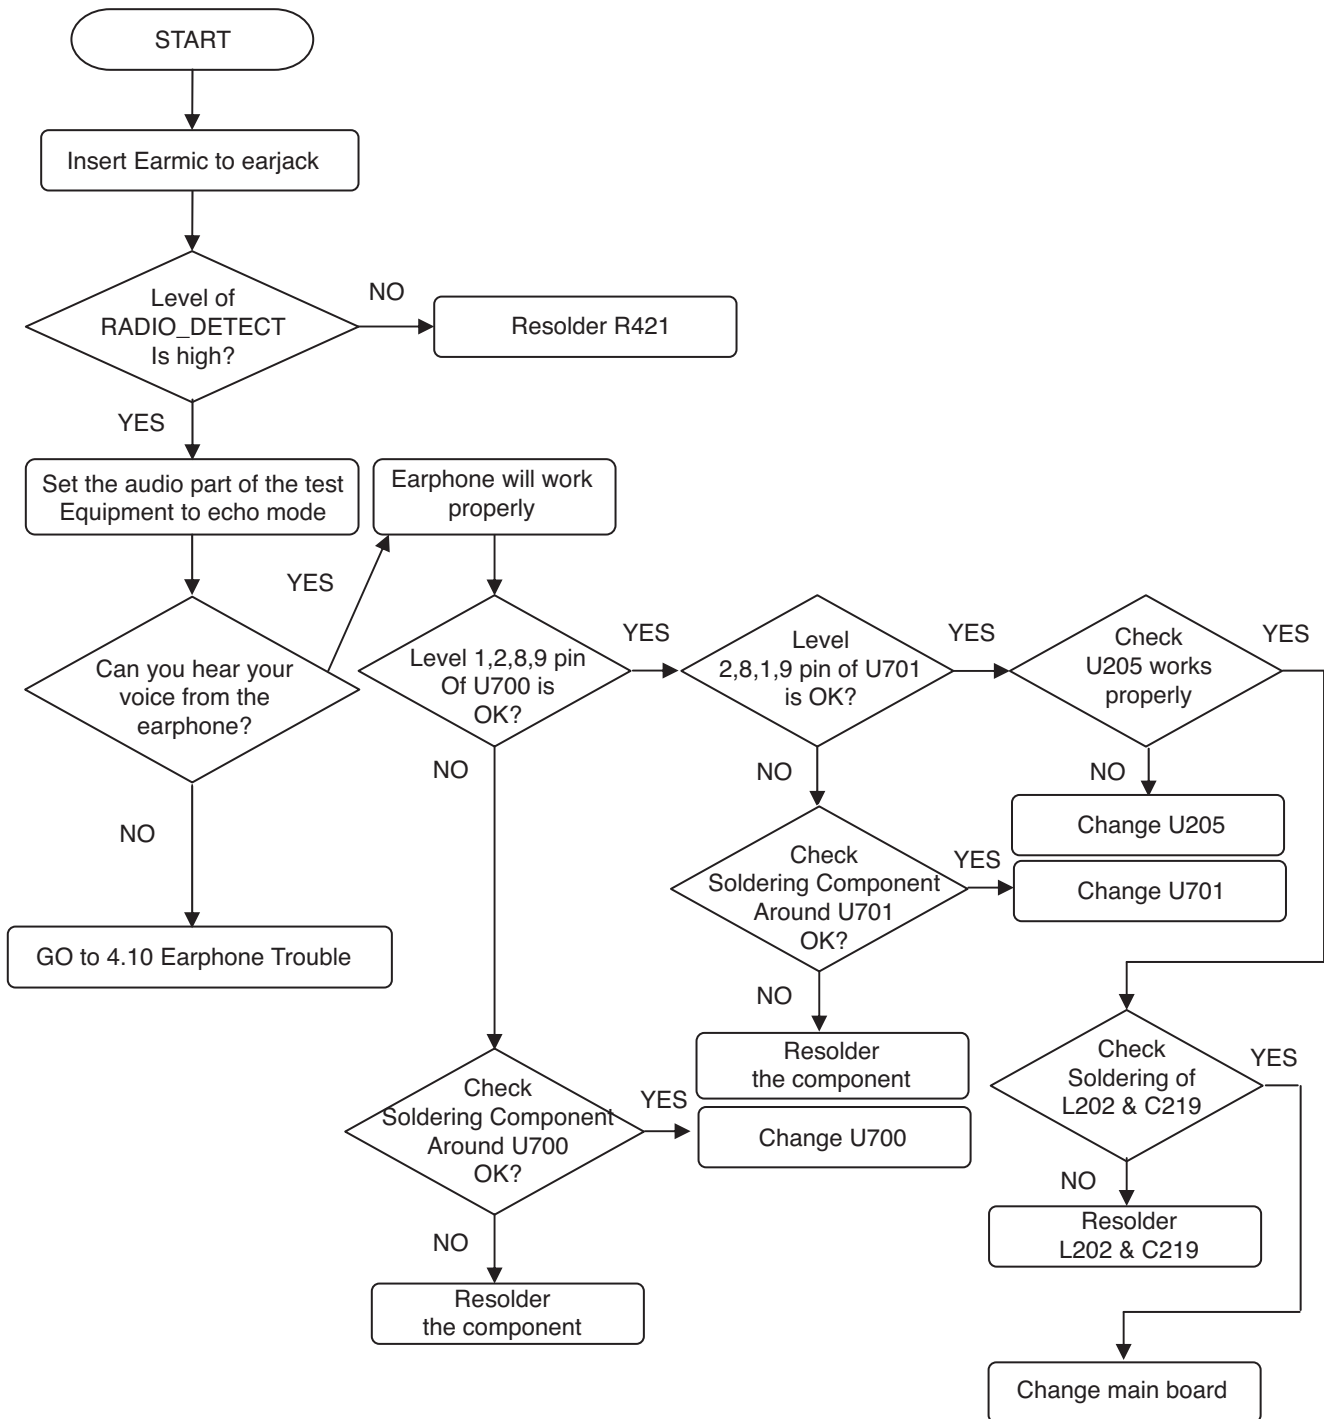 START
Insert Earmic to earjack
Level of
RADIO_DETECT
Is high?
NO
Resolder R421
YES
Set the audio part of the test
Equipment to echo mode
Earphone will work
properly
YES
Can you hear your
voice from the
earphone?
NO
GO to 4.10 Earphone Trouble
Level 1,2,8,9 pin
Of U700 is
OK?
YES
NO
Level
2,8,1,9 pin of U701
is OK?
YES
NO
Check
U205 works
properly
YES
NO
Change U205
Check
Soldering Component
Around U701
OK?
YES
Change U701
NO
Resolder
the component
Check
Soldering Component
Around U700
OK?
YES
Change U700
NO
Resolder
the component
Check
Soldering of
L202 & C219
YES
NO
Resolder
L202 & C219
Change main board